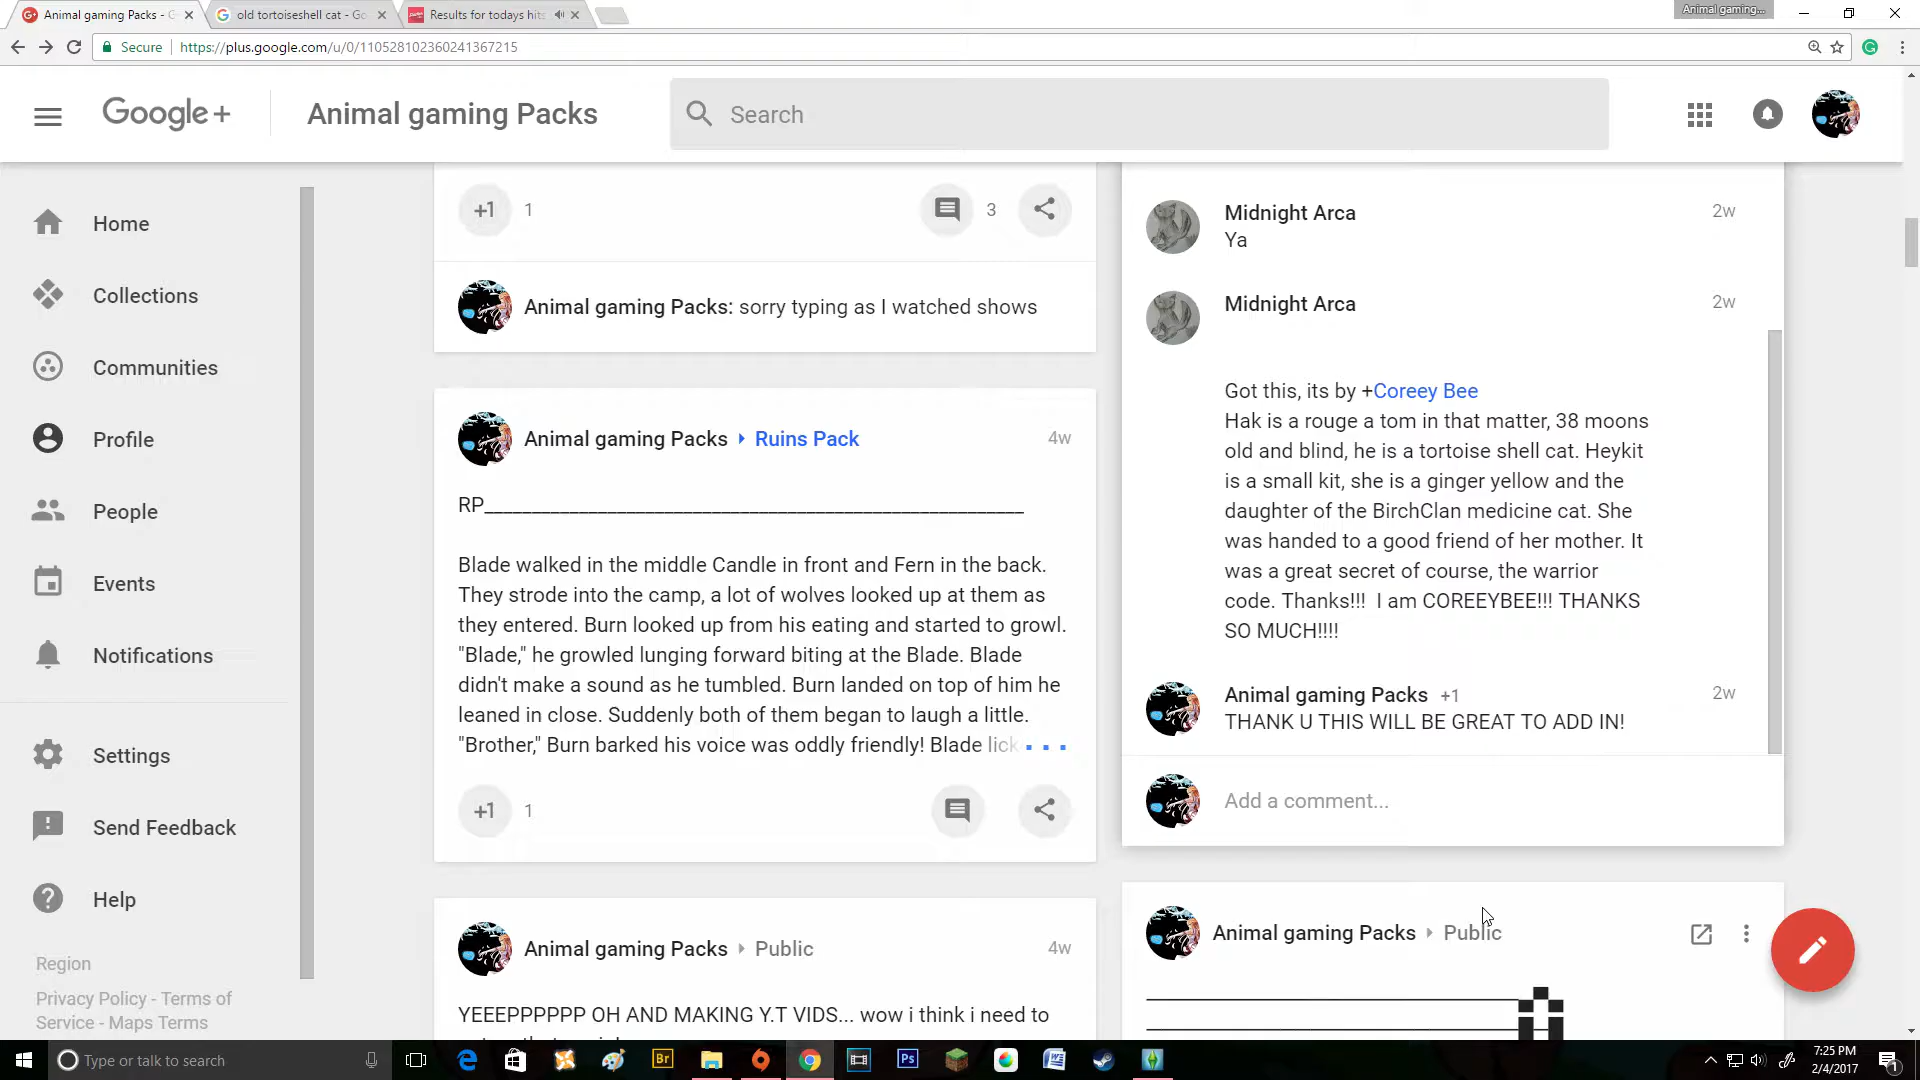 Animal gaming Packs - G
old tortoiseshell cat - Go
Results for todays hits
Animal gaming...
Secure
https://plus.google.com/u/0/110528102360241367215
Google+
Animal gaming Packs
Search
Home
Collections
Communities
Profile
People
Events
Notifications
Settings
Send Feedback
Help
Region
Privacy Policy - Terms of
Service - Maps Terms
+1
1
3
Animal gaming Packs: sorry typing as I watched shows
Animal gaming Packs
Ruins Pack
4w
RP_________________________________________________
Blade walked in the middle Candle in front and Fern in the back.
They strode into the camp, a lot of wolves looked up at them as
they entered. Burn looked up from his eating and started to growl.
"Blade," he growled lunging forward biting at the Blade. Blade
didn't make a sound as he tumbled. Burn landed on top of him he
leaned in close. Suddenly both of them began to laugh a little.
"Brother," Burn barked his voice was oddly friendly! Blade lick
+1
1
Animal gaming Packs
Public
4w
YEEEPPPPPP OH AND MAKING Y.T VIDS... wow i think i need to
Midnight Arca
2w
Ya
Midnight Arca
2w
Got this, its by +Coreey Bee
Hak is a rouge a tom in that matter, 38 moons
old and blind, he is a tortoise shell cat. Heykit
is a small kit, she is a ginger yellow and the
daughter of the BirchClan medicine cat. She
was handed to a good friend of her mother. It
was a great secret of course, the warrior
code. Thanks!!! I am COREEYBEE!!! THANKS
SO MUCH!!!!
Animal gaming Packs +1
2w
THANK U THIS WILL BE GREAT TO ADD IN!
Add a comment...
Animal gaming Packs
Public
Type or talk to search
Br
Ps
7:25 PM
2/4/2017
1